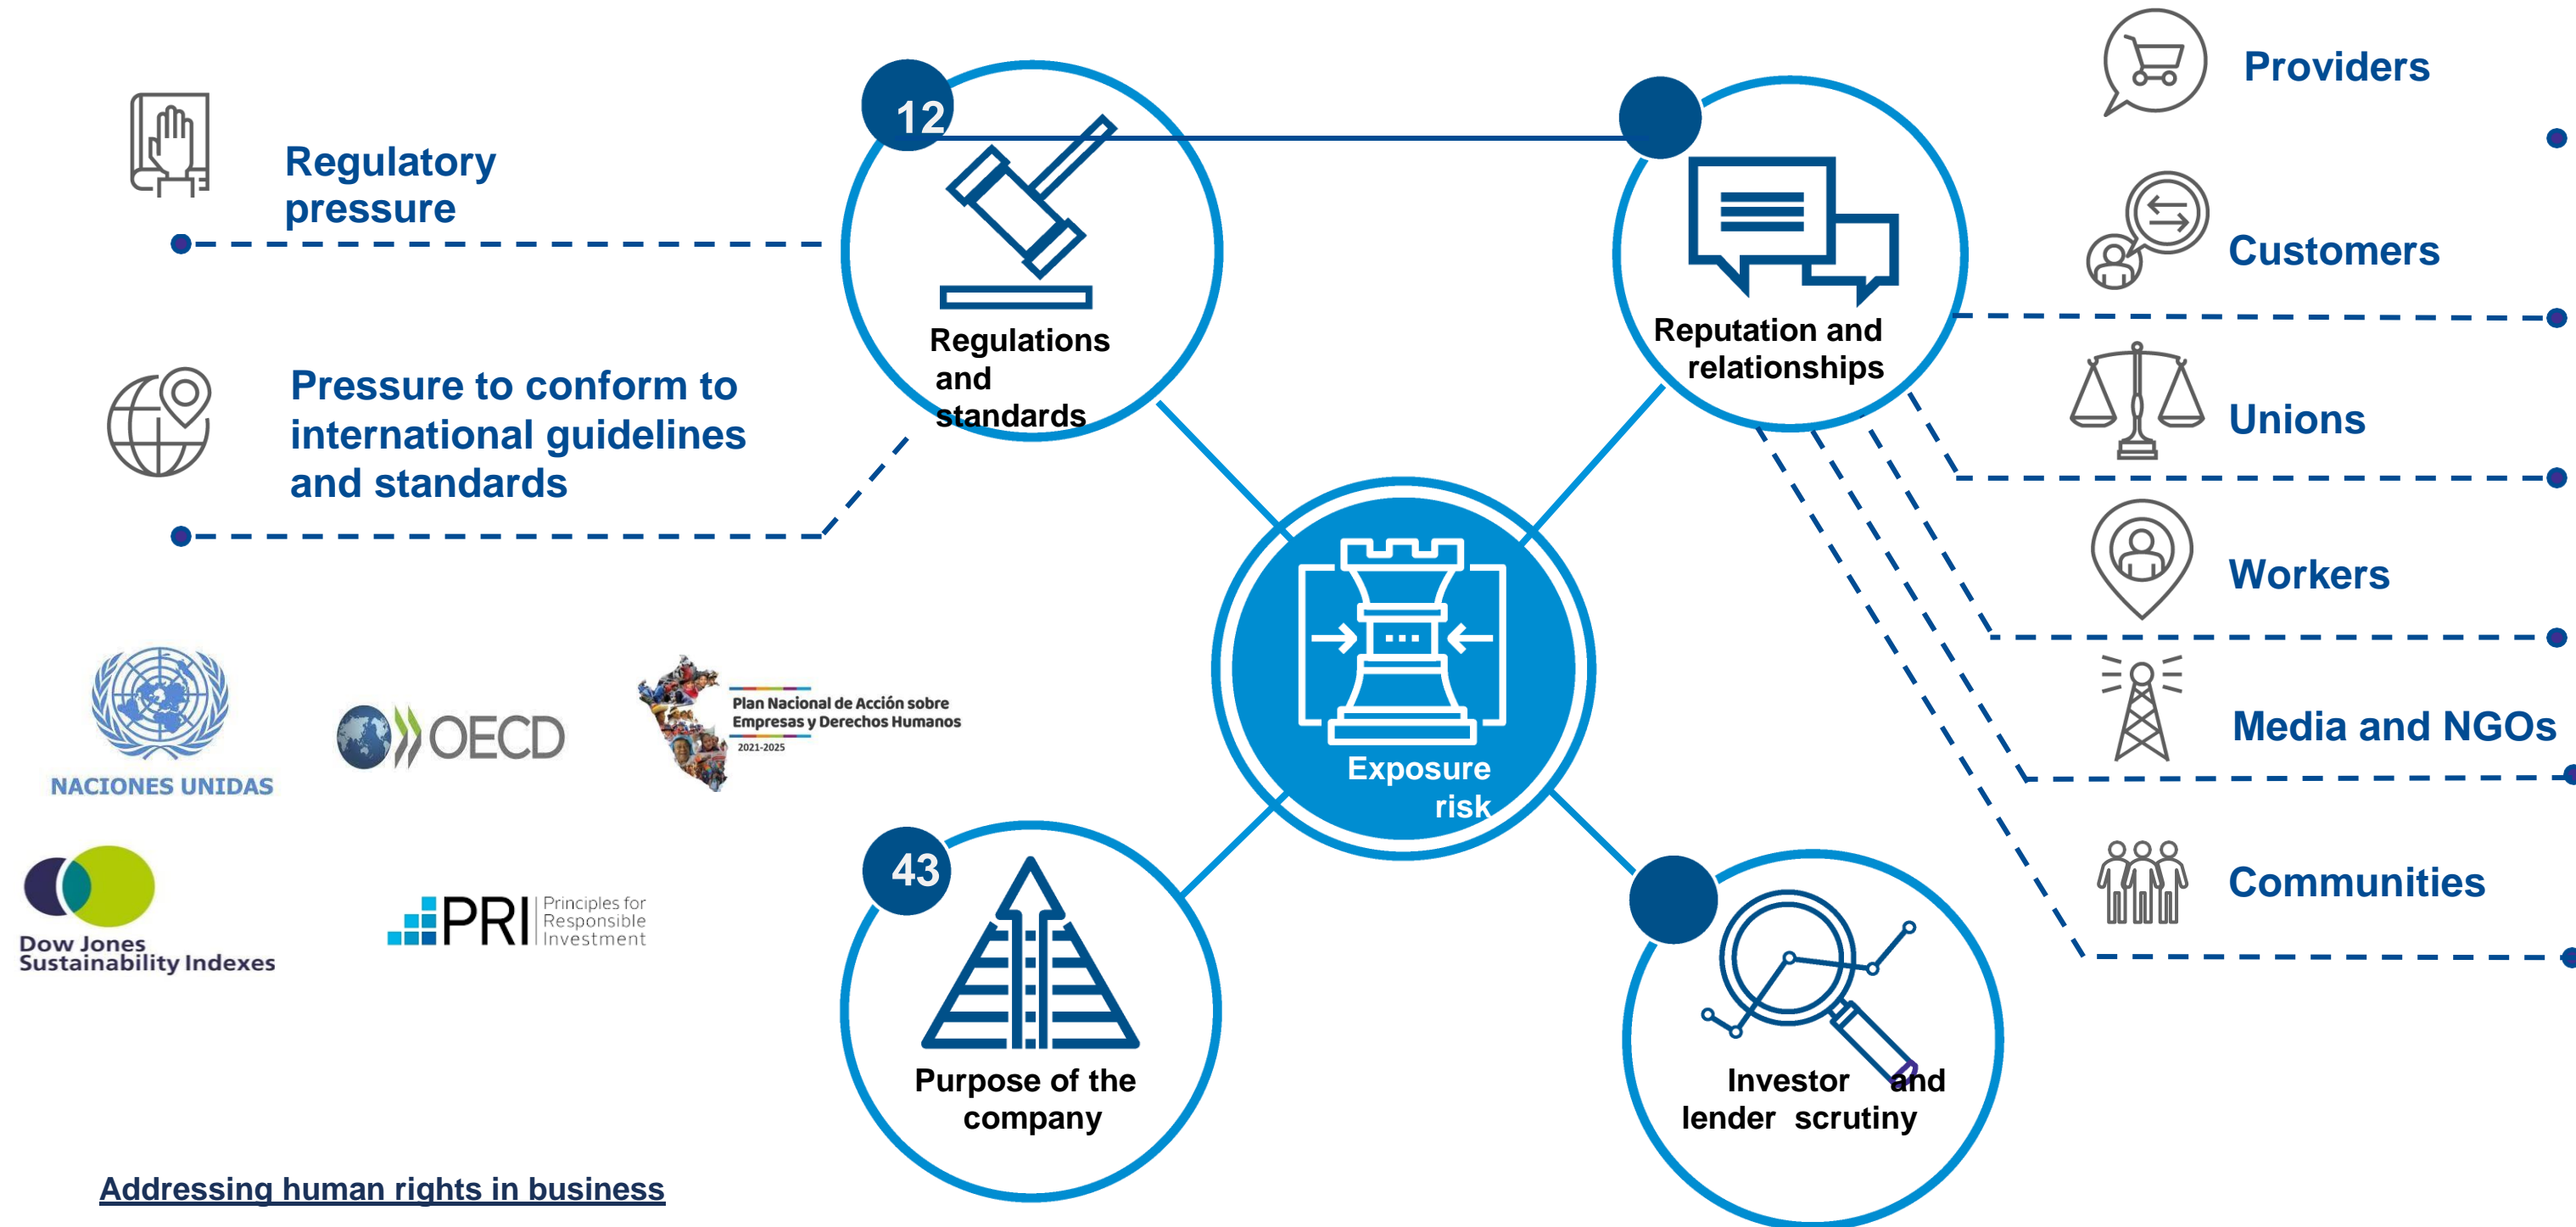 Regulatory
pressure
Pressure to conform to
international guidelines
and standards
NACIONES UNIDAS
OECD
Plan Nacional de Acción sobre
Empresas y Derechos Humanos
2021-2025
Dow Jones
Sustainability Indexes
PRI
Principles for
Responsible
Investment
12
Regulations
and
standards
Reputation and
relationships
Exposure
risk
43
Purpose of the
company
Investor and
lender scrutiny
Providers
Customers
Unions
Workers
Media and NGOs
Communities
Addressing human rights in business